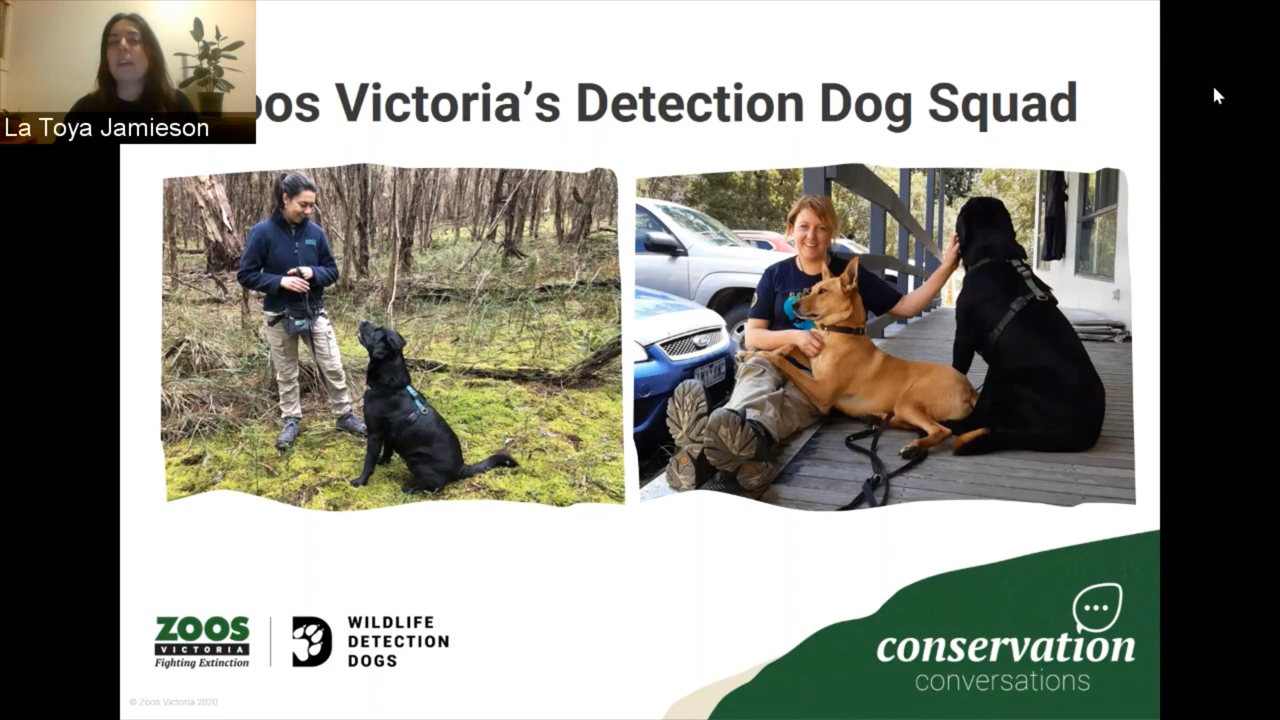 La Toya Jamieson
oos Victoria's Detection Dog Squad
ZOOS
VICTORIA
Fighting Extinction
WILDLIFE
DETECTION
DOGS
conservation
conversations
© Zoos Victoria 2020